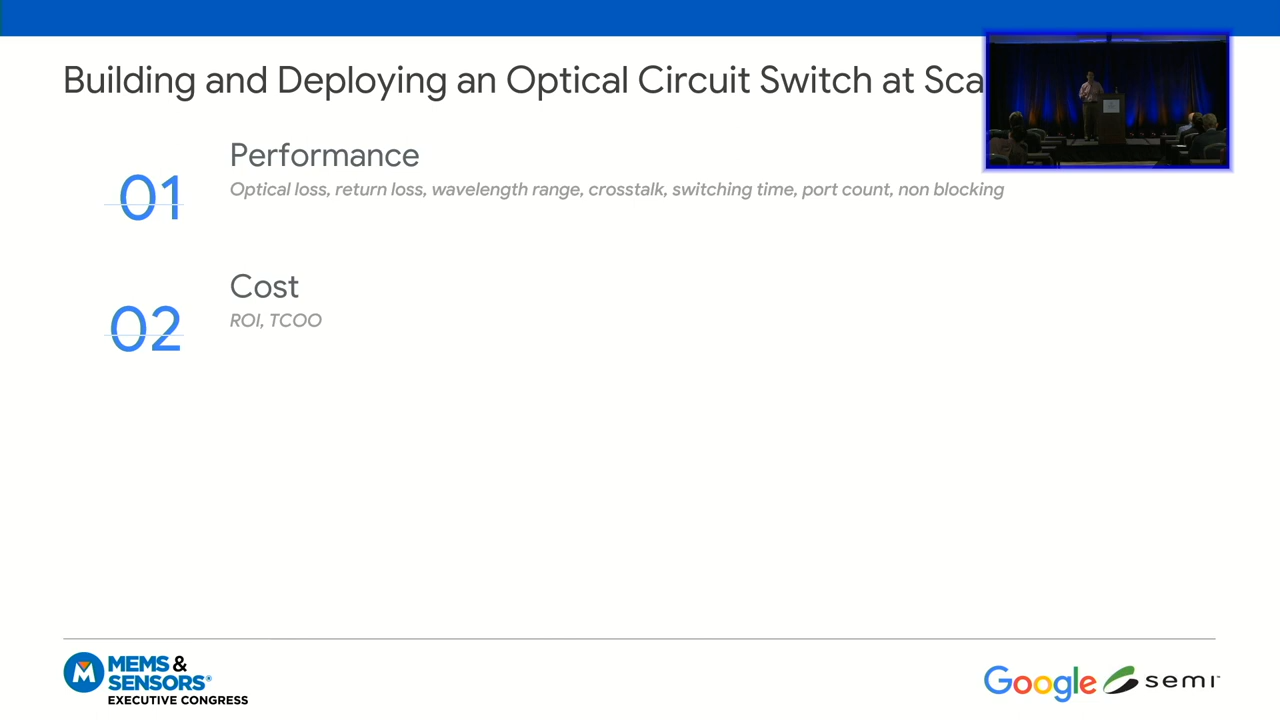 Building and Deploying an Optical Circuit Switch at Sca
01
Performance
Optical loss, return loss, wavelength range, crosstalk, switching time, port count, non blocking
02
Cost
ROI, TCOO
MEMS &
SENSORS®
EXECUTIVE CONGRESS
Google
semi™